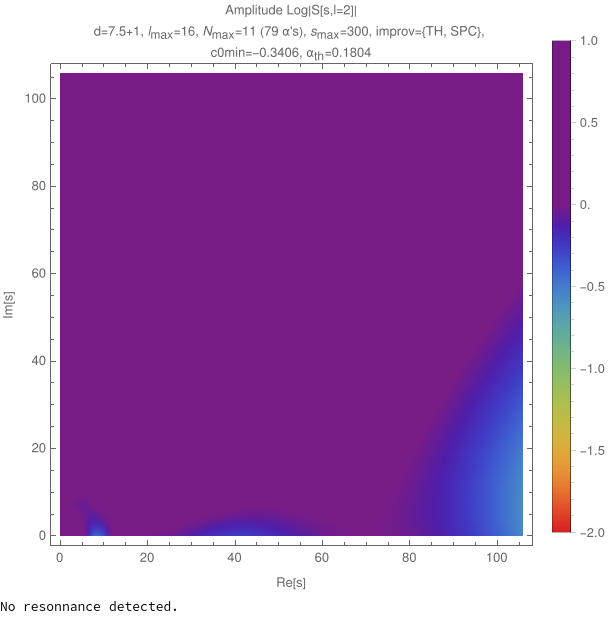 Amplitude Log|S[s,l=2]|
d=7.5+1, lmax=16, Nmax=11 (79 α's), smax=300, improv={TH, SPC},
c0min=−0.3406, αth=0.1804
100
80
60
40
20
0
Im[s]
0 20 40 60 80 100
Re[s]
1.0
0.5
0.
−0.5
−1.0
−1.5
−2.0
No resonnance detected.